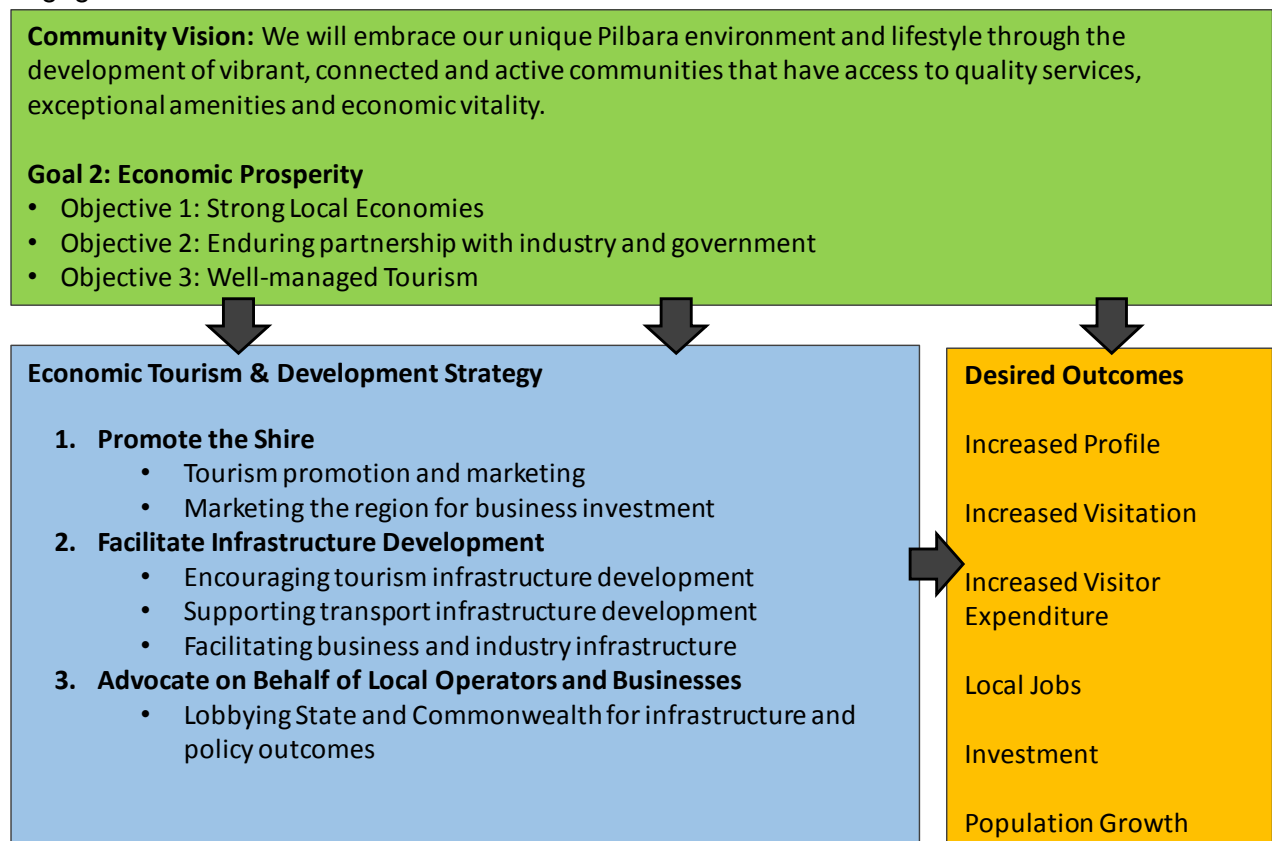 Community Vision: We will embrace our unique Pilbara environment and lifestyle through the
development of vibrant, connected and active communities that have access to quality services,
exceptional amenities and economic vitality.
Goal 2: Economic Prosperity
• Objective 1: Strong Local Economies
• Objective 2: Enduring partnership with industry and government
• Objective 3: Well-managed Tourism
Economic Tourism & Development Strategy
1. Promote the Shire
• Tourism promotion and marketing
• Marketing the region for business investment
2. Facilitate Infrastructure Development
• Encouraging tourism infrastructure development
• Supporting transport infrastructure development
• Facilitating business and industry infrastructure
3. Advocate on Behalf of Local Operators and Businesses
• Lobbying State and Commonwealth for infrastructure and
policy outcomes
Desired Outcomes
Increased Profile
Increased Visitation
Increased Visitor
Expenditure
Local Jobs
Investment
Population Growth